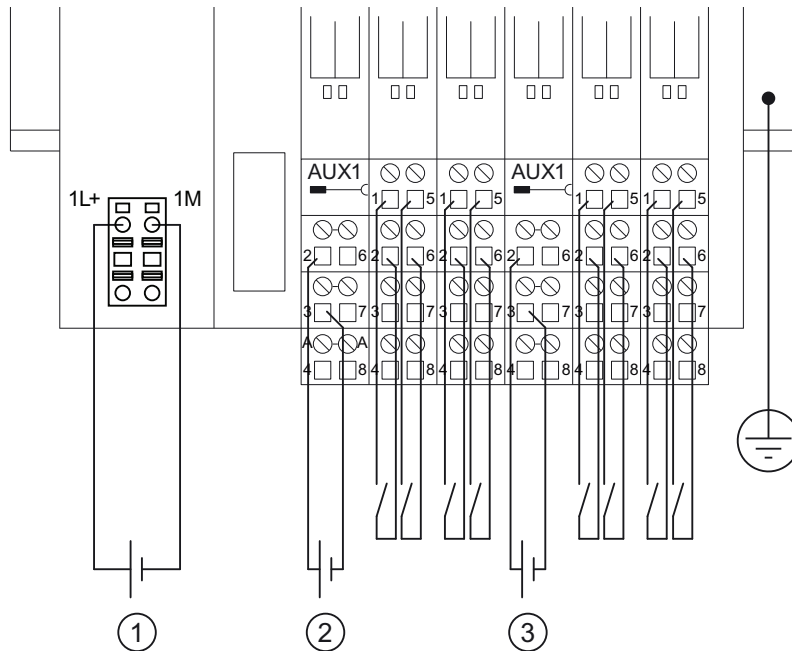 AUX1 AUX1
1L+ 1M 1 5 1 5 1 5 1 5
2 6 2 6 2 6 2 6 2 6 2 6
3 7 3 7 3 7 3 7 3 7 3 7
A A
4 8 4 8 4 8 4 8 4 8 4 8
1 2 3